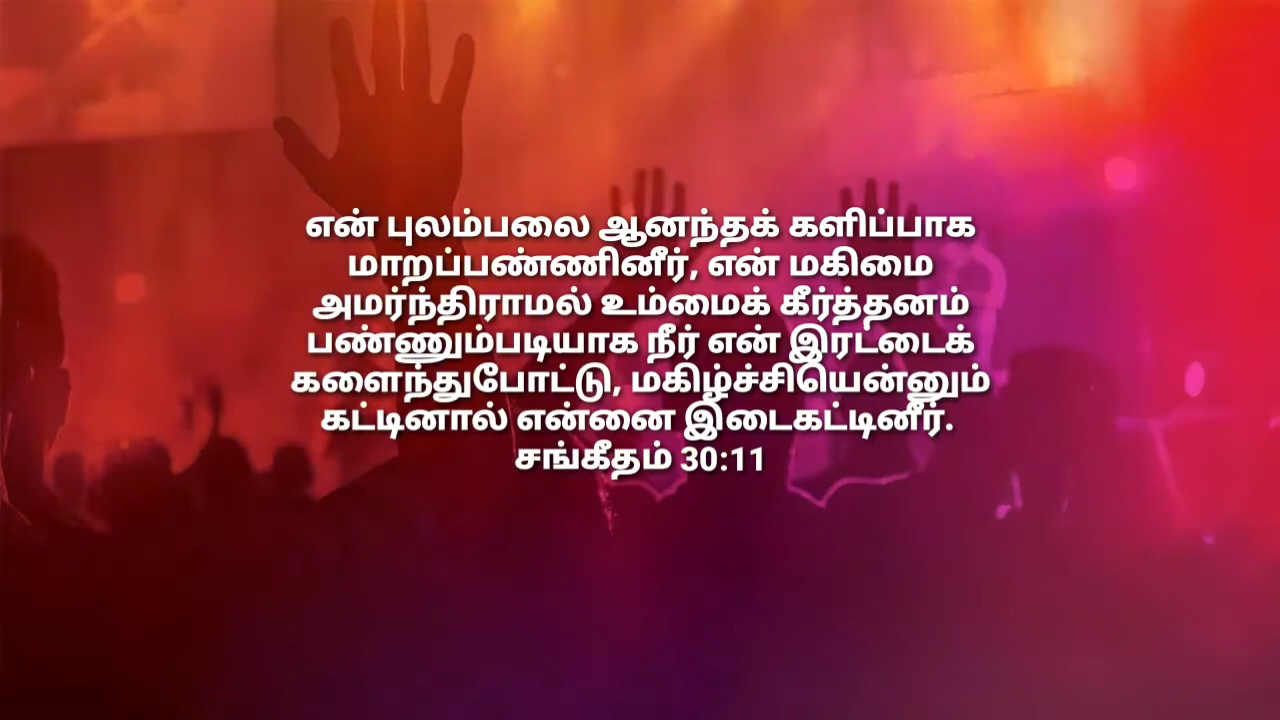 என் புலம்பலை ஆனந்தக் களிப்பாக
மாறப்பண்ணினீர், என் மகிமை
அமர்ந்திராமல் உம்மைக் கீர்த்தனம்
பண்ணும்படியாக நீர் என் இரட்டைக்
களைந்துபோட்டு, மகிழ்ச்சியென்னும்
கட்டினால் என்னை இடைகட்டினீர்.
சங்கீதம் 30:11